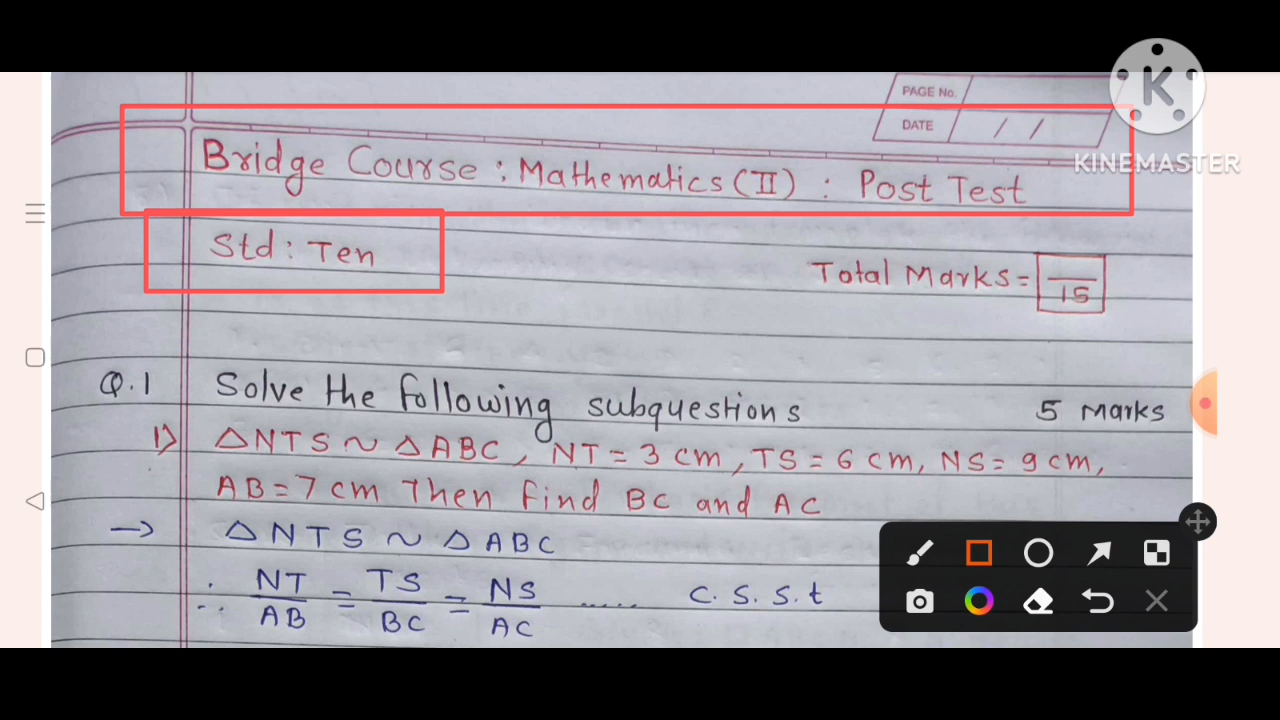 PAGE No.
DATE / /
K
KINEMASTER
Bridge Course : Mathematics (II) : Post Test
Std : Ten
Total Marks = __/15
Q.1 Solve the following subquestions 5 Marks
1) △NTS ~ △ABC, NT = 3 cm, TS = 6 cm, NS = 9 cm,
AB = 7 cm Then find BC and AC
→ △NTS ~ △ABC
∴ NT/AB = TS/BC = NS/AC ..... C.S.S.t